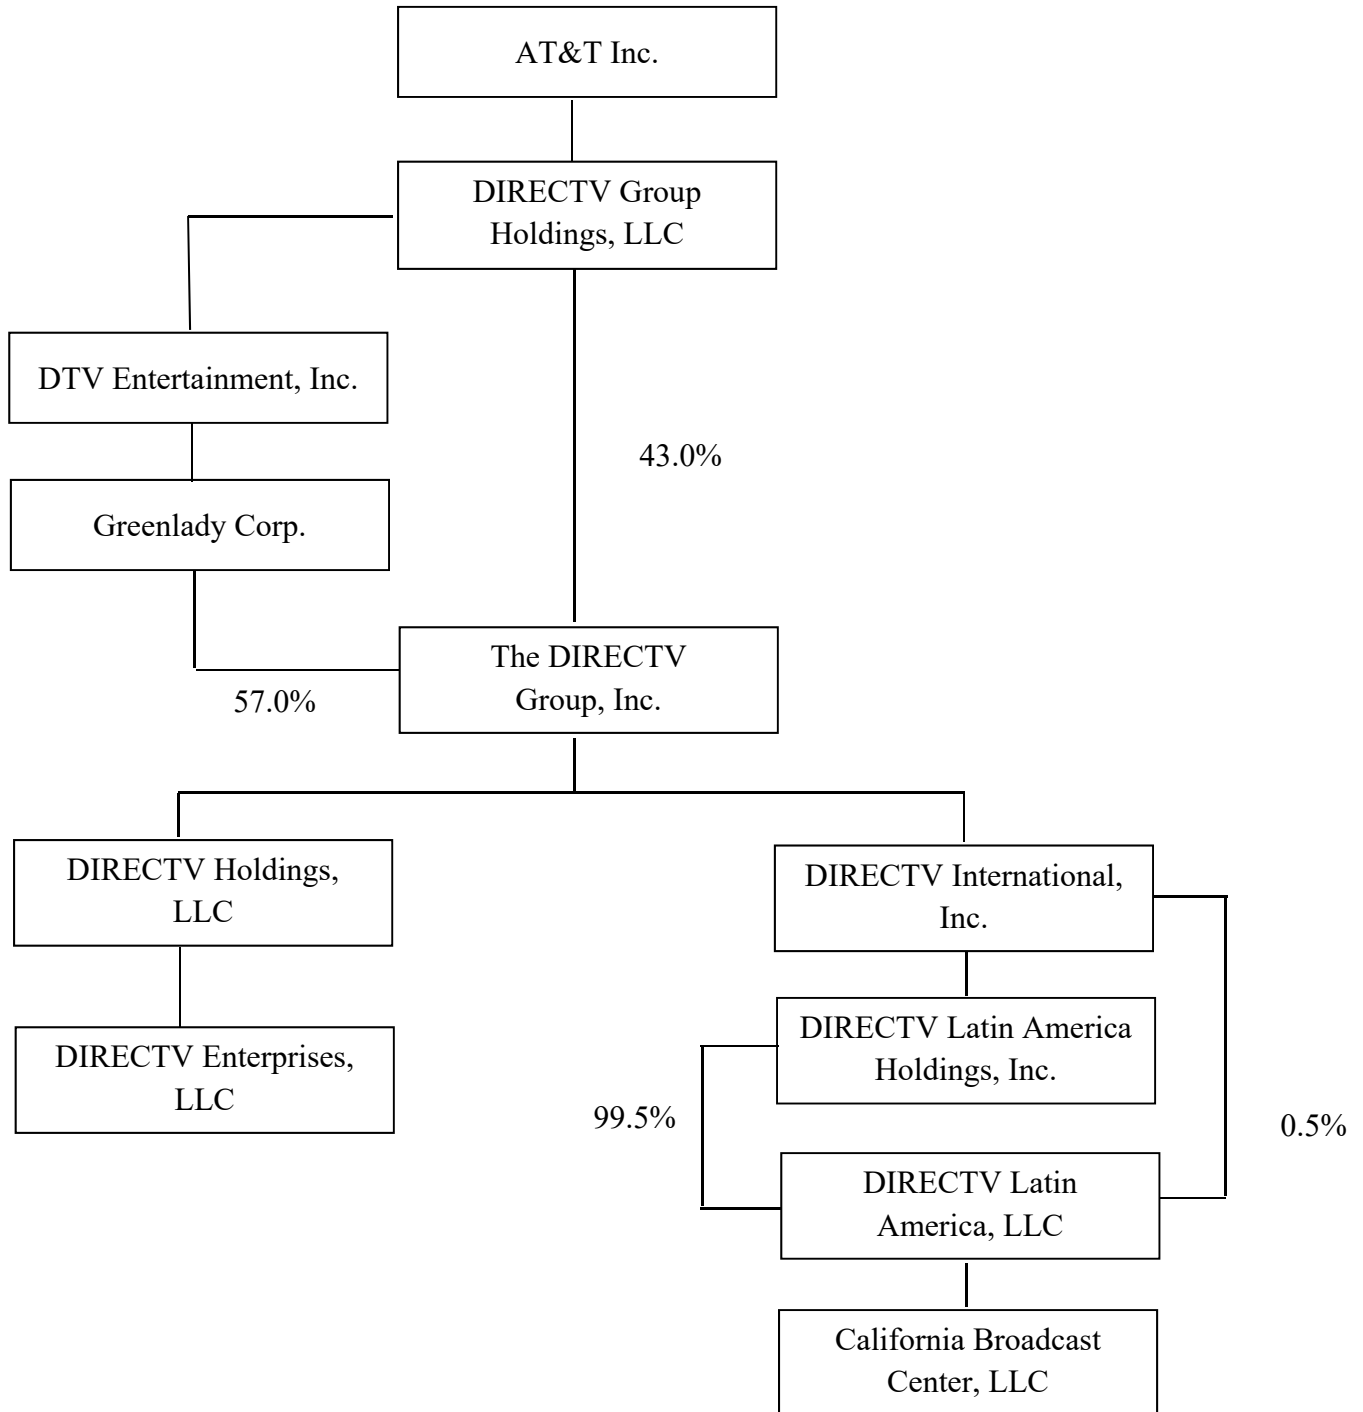 AT&T Inc.
DIRECTV Group
Holdings, LLC
DTV Entertainment, Inc.
43.0%
Greenlady Corp.
The DIRECTV
Group, Inc.
57.0%
DIRECTV Holdings,
LLC
DIRECTV International,
Inc.
DIRECTV Latin America
Holdings, Inc.
DIRECTV Enterprises,
LLC
99.5%
0.5%
DIRECTV Latin
America, LLC
California Broadcast
Center, LLC